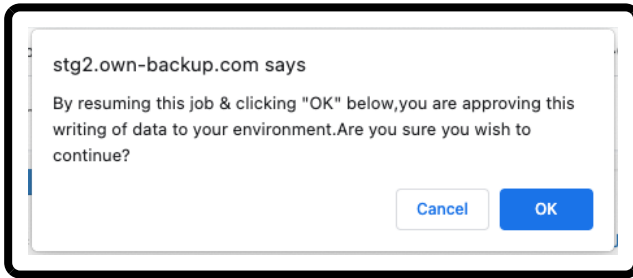 stg2.own-backup.com says
By resuming this job & clicking "OK" below,you are approving this
writing of data to your environment.Are you sure you wish to
continue?
Cancel OK